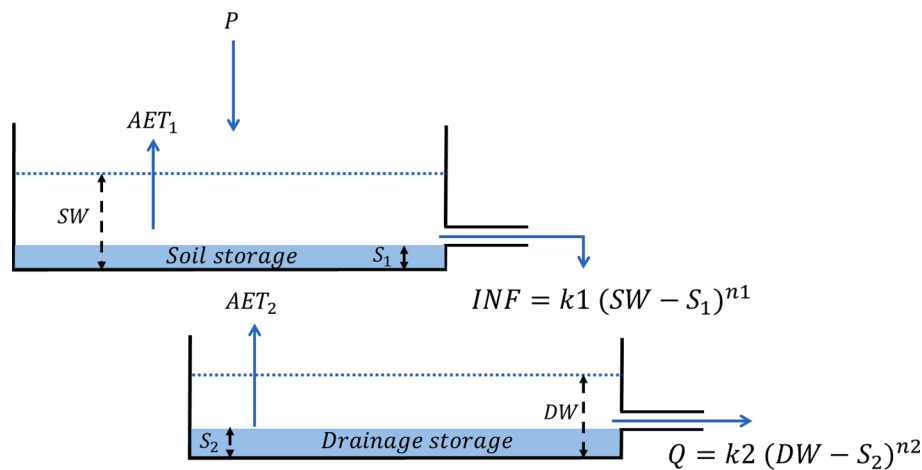 P
AET₁
SW
Soil storage
S₁
INF = k1 (SW − S₁)ⁿ¹
AET₂
DW
S₂
Drainage storage
Q = k2 (DW − S₂)ⁿ²